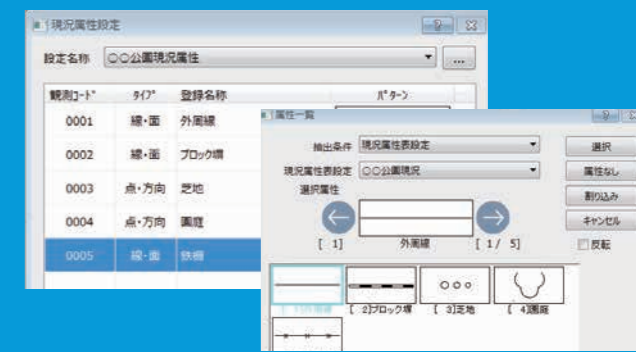 現況属性設定
設定名称 ○○公園現況属性 ...
観測ｺｰﾄﾞ ﾀｲﾌﾟ 登録名称 ﾊﾟﾀｰﾝ
0001 線・面 外周線
0002 線・面 ブロック塀
0003 点・方向 芝地
0004 点・方向 園庭
0005 線・面 鉄柵
属性一覧
抽出条件 現況属性表設定 選択
現況属性表設定 ○○公園現況 属性なし
選択属性 割り込み
キャンセル
[ 1] 外周線 [ 1/ 5] 反転
[ 1]外周線 [ 2]ブロック塀 [ 3]芝地 [ 4]園庭